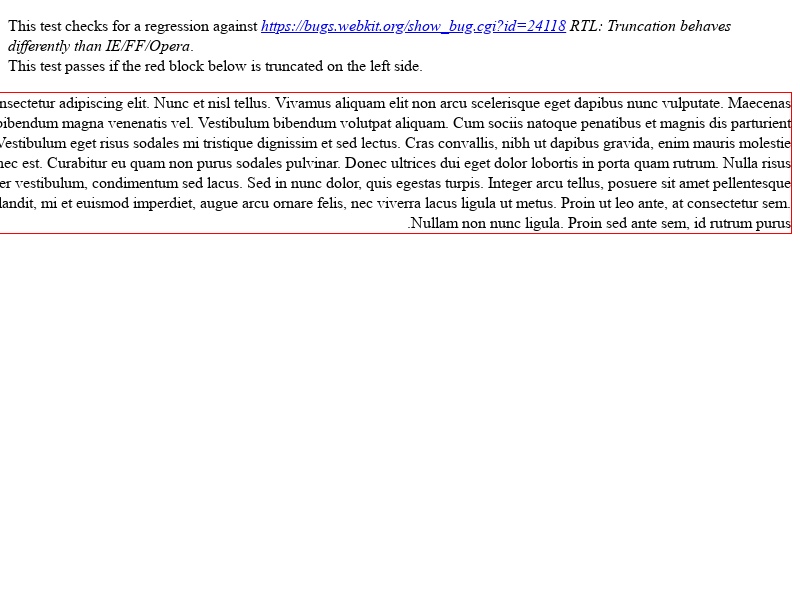 This test checks for a regression against https://bugs.webkit.org/show_bug.cgi?id=24118 RTL: Truncation behaves
differently than IE/FF/Opera.
This test passes if the red block below is truncated on the left side.
nsectetur adipiscing elit. Nunc et nisl tellus. Vivamus aliquam elit non arcu scelerisque eget dapibus nunc vulputate. Maecenas
bibendum magna venenatis vel. Vestibulum bibendum volutpat aliquam. Cum sociis natoque penatibus et magnis dis parturient
Vestibulum eget risus sodales mi tristique dignissim et sed lectus. Cras convallis, nibh ut dapibus gravida, enim mauris molestie
nec est. Curabitur eu quam non purus sodales pulvinar. Donec ultrices dui eget dolor lobortis in porta quam rutrum. Nulla risus
er vestibulum, condimentum sed lacus. Sed in nunc dolor, quis egestas turpis. Integer arcu tellus, posuere sit amet pellentesque
landit, mi et euismod imperdiet, augue arcu ornare felis, nec viverra lacus ligula ut metus. Proin ut leo ante, at consectetur sem.
.Nullam non nunc ligula. Proin sed ante sem, id rutrum purus